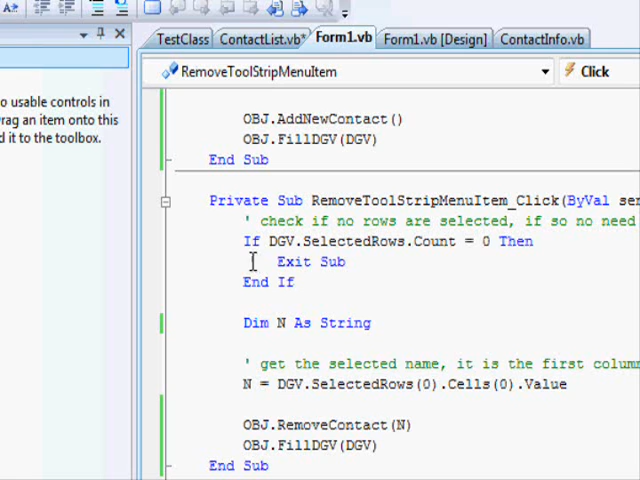 TestClass ContactList.vb* Form1.vb Form1.vb [Design] ContactInfo.vb
RemoveToolStripMenuItem Click
o usable controls in
rag an item onto this
d it to the toolbox.
OBJ.AddNewContact()
OBJ.FillDGV(DGV)
End Sub
Private Sub RemoveToolStripMenuItem_Click(ByVal sen
' check if no rows are selected, if so no need
If DGV.SelectedRows.Count = 0 Then
Exit Sub
End If
Dim N As String
' get the selected name, it is the first colum
N = DGV.SelectedRows(0).Cells(0).Value
OBJ.RemoveContact(N)
OBJ.FillDGV(DGV)
End Sub